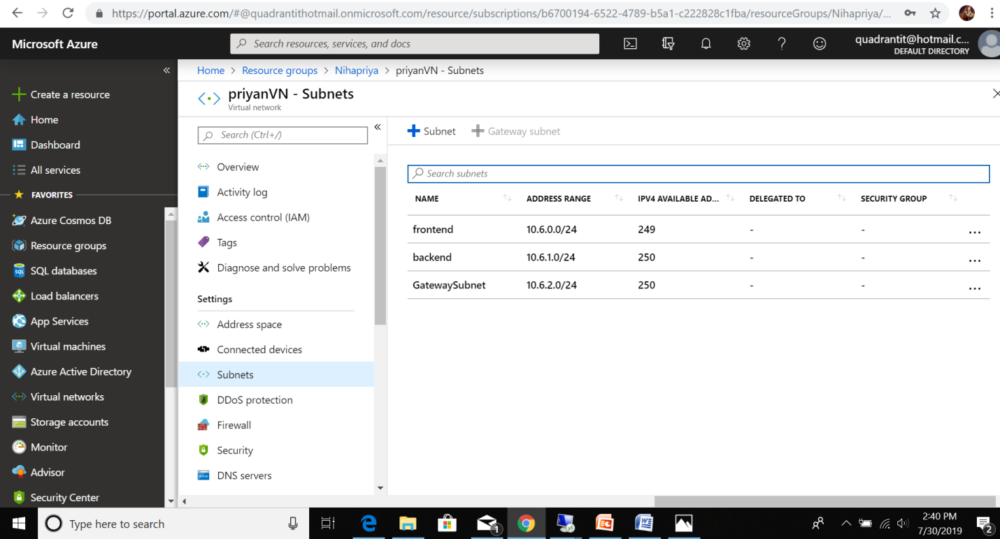 https://portal.azure.com/#@quadrantithotmail.onmicrosoft.com/resource/subscriptions/b6700194-6522-4789-b5a1-c222828c1fba/resourceGroups/Nihapriya/...
Microsoft Azure
Search resources, services, and docs
quadrantit@hotmail.c...
DEFAULT DIRECTORY
Home > Resource groups > Nihapriya > priyanVN - Subnets
priyanVN - Subnets
Virtual network
Create a resource
Home
Dashboard
All services
FAVORITES
Azure Cosmos DB
Resource groups
SQL databases
Load balancers
App Services
Virtual machines
Azure Active Directory
Virtual networks
Storage accounts
Monitor
Advisor
Security Center
Search (Ctrl+/)
Overview
Activity log
Access control (IAM)
Tags
Diagnose and solve problems
Settings
Address space
Connected devices
Subnets
DDoS protection
Firewall
Security
DNS servers
Subnet Gateway subnet
Search subnets
NAME ADDRESS RANGE IPV4 AVAILABLE AD... DELEGATED TO SECURITY GROUP
frontend 10.6.0.0/24 249 - - ...
backend 10.6.1.0/24 250 - - ...
GatewaySubnet 10.6.2.0/24 250 - - ...
Type here to search
1
2:40 PM
7/30/2019
2